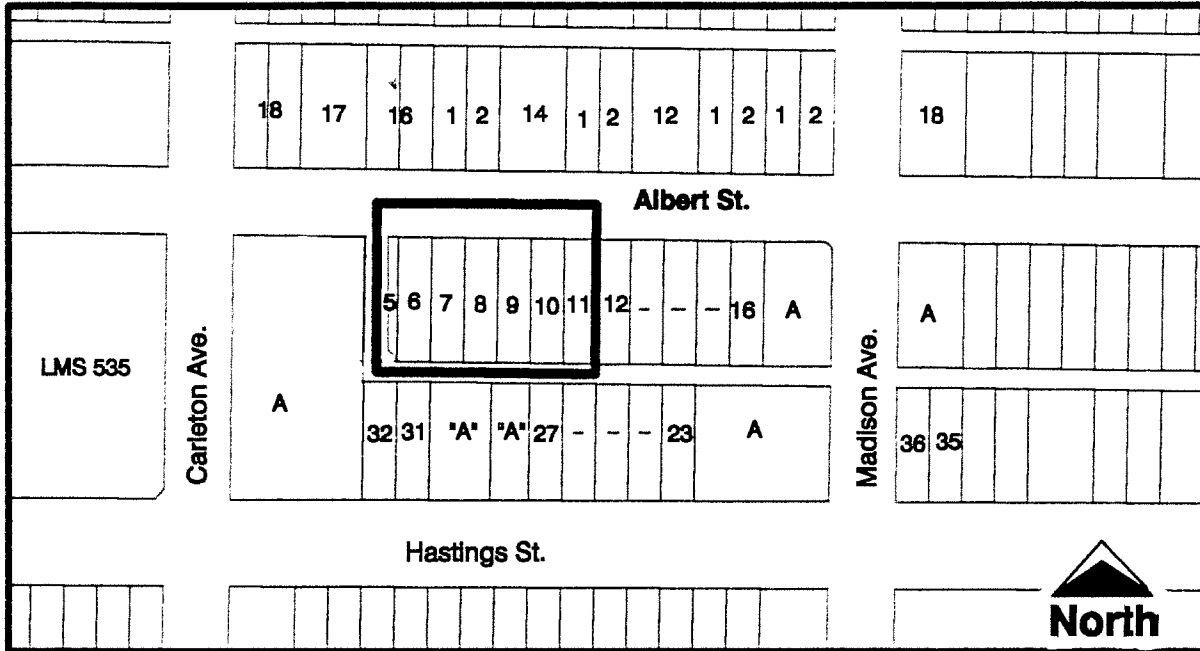 18 17 16 1 2 14 1 2 12 1 2 1 2 18
Albert St.
5 6 7 8 9 10 11 12 - - - 16 A A
LMS 535
Carleton Ave.
A
Madison Ave.
32 31 "A" "A" 27 - - - 23 A 36 35
Hastings St.
North